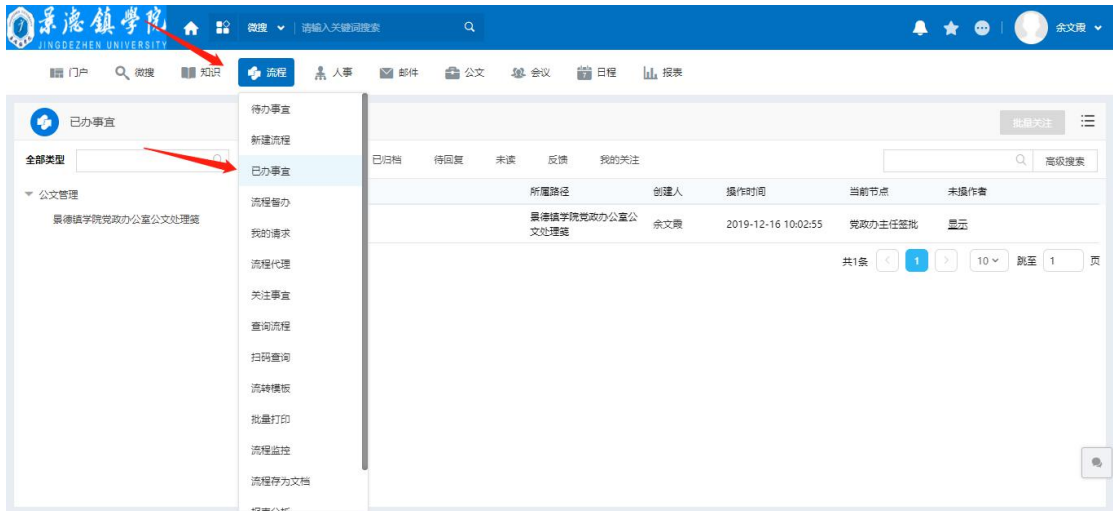 景德鎮學院
JINGDEZHEN UNIVERSITY
微搜
请输入关键词搜索
余文霞
门户
微搜
知识
流程
人事
邮件
公文
会议
日程
报表
已办事宜
批量关注
全部类型
已归档
待回复
未读
反馈
我的关注
高级搜索
公文管理
景德镇学院党政办公室公文处理笺
待办事宜
新建流程
已办事宜
流程督办
我的请求
流程代理
关注事宜
查询流程
扫码查询
流转模板
批量打印
流程监控
流程存为文档
所属路径
创建人
操作时间
当前节点
未操作者
景德镇学院党政办公室公
文处理笺
余文霞
2019-12-16 10:02:55
党政办主任签批
显示
共1条
1
10
跳至
1
页